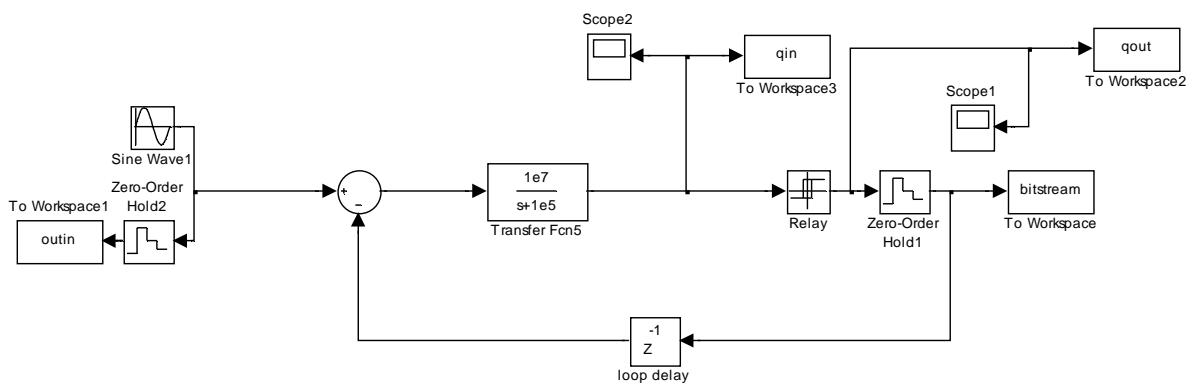 Scope2
qin
To Workspace3
qout
To Workspace2
Scope1
Sine Wave1
Zero-Order
Hold2
To Workspace1
outin
+
−
1e7
s+1e5
Transfer Fcn5
Relay
Zero-Order
Hold1
bitstream
To Workspace
-1
Z
loop delay